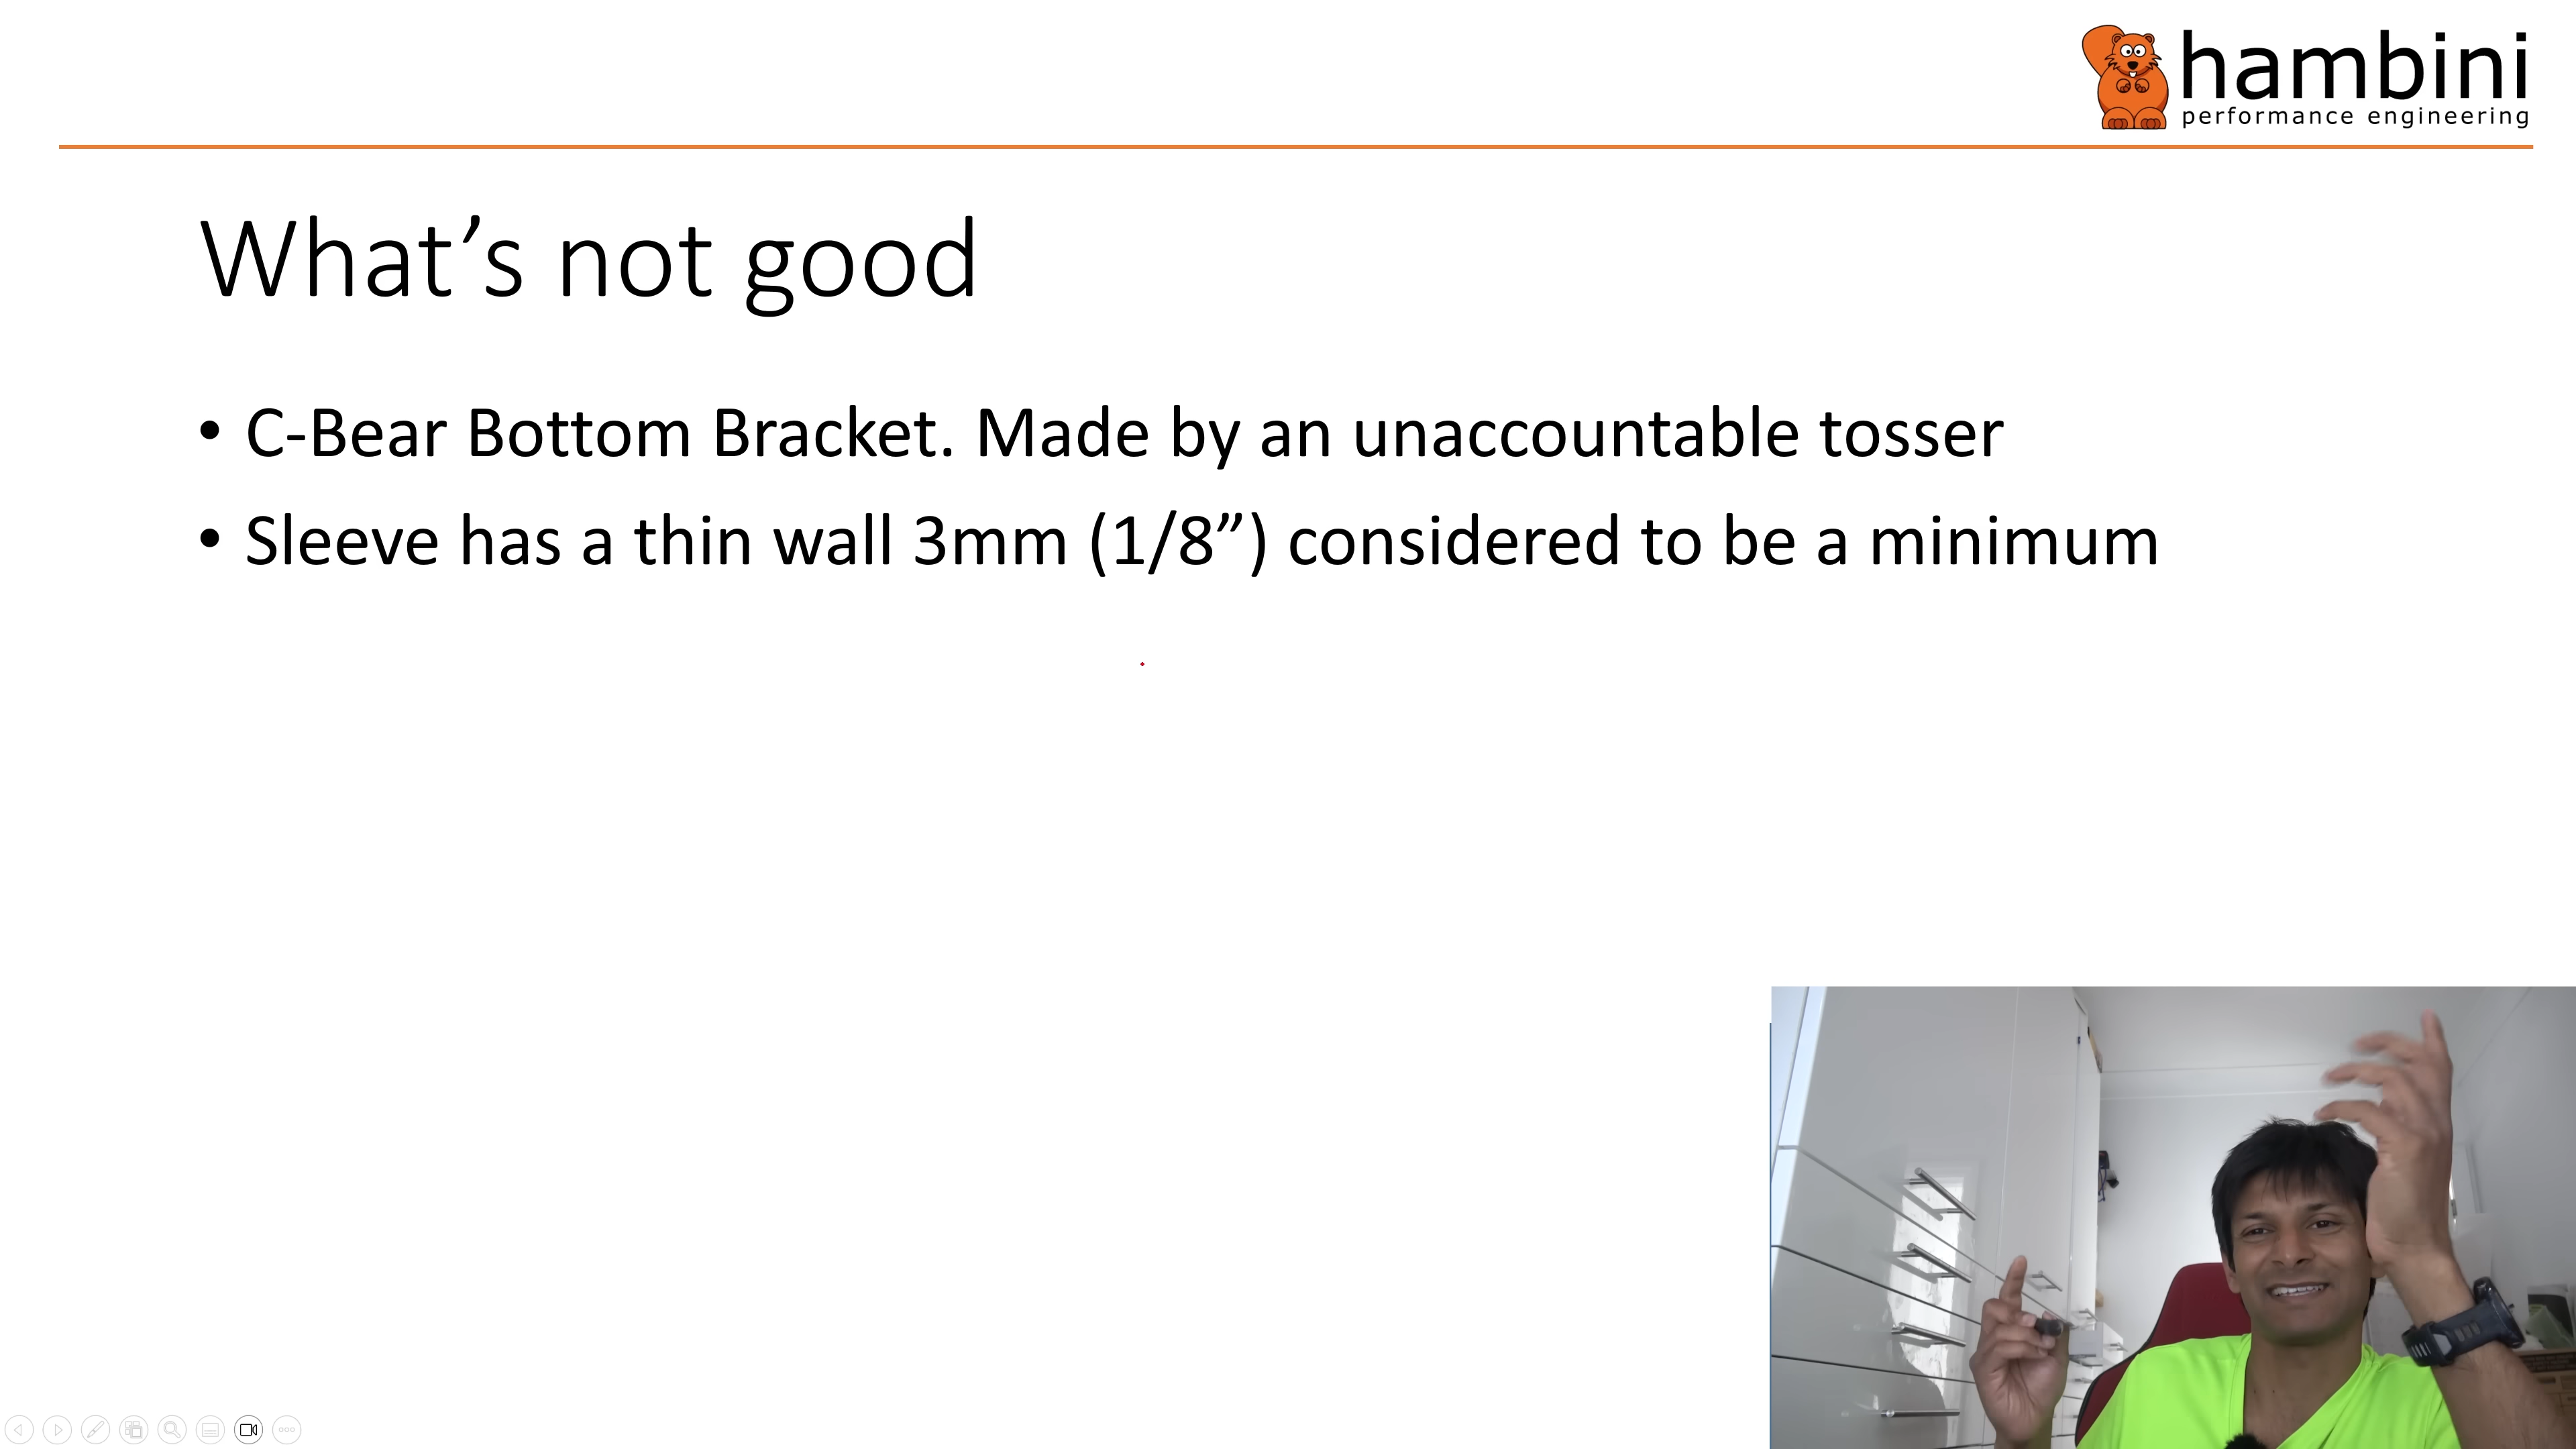 hambini
performance engineering
What’s not good
• C-Bear Bottom Bracket. Made by an unaccountable tosser
• Sleeve has a thin wall 3mm (1/8”) considered to be a minimum